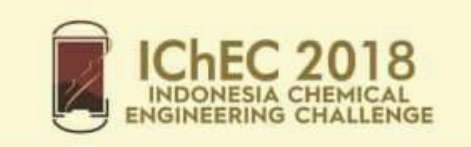 IChEC 2018
INDONESIA CHEMICAL
ENGINEERING CHALLENGE